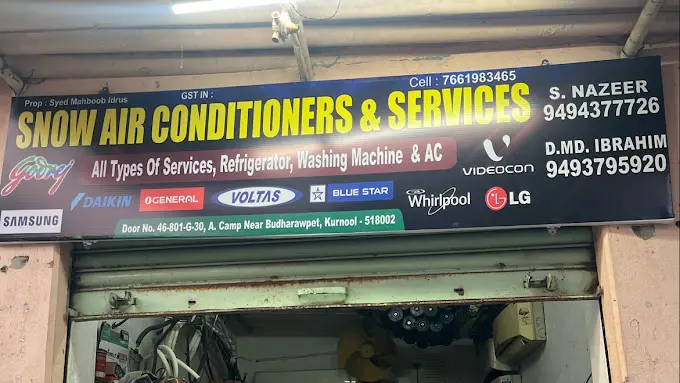 Prop : Syed Mahboob Idrus
GST IN :
Cell : 7661983465
SNOW AIR CONDITIONERS & SERVICES
S. NAZEER
9494377726
All Types Of Services, Refrigerator, Washing Machine & AC
D.MD. IBRAHIM
9493795920
Godrej
VIDEOCON
DAIKIN
GENERAL
VOLTAS
BLUE STAR
Whirlpool
LG
SAMSUNG
Door No. 46-801-G-30, A. Camp Near Budharawpet, Kurnool - 518002